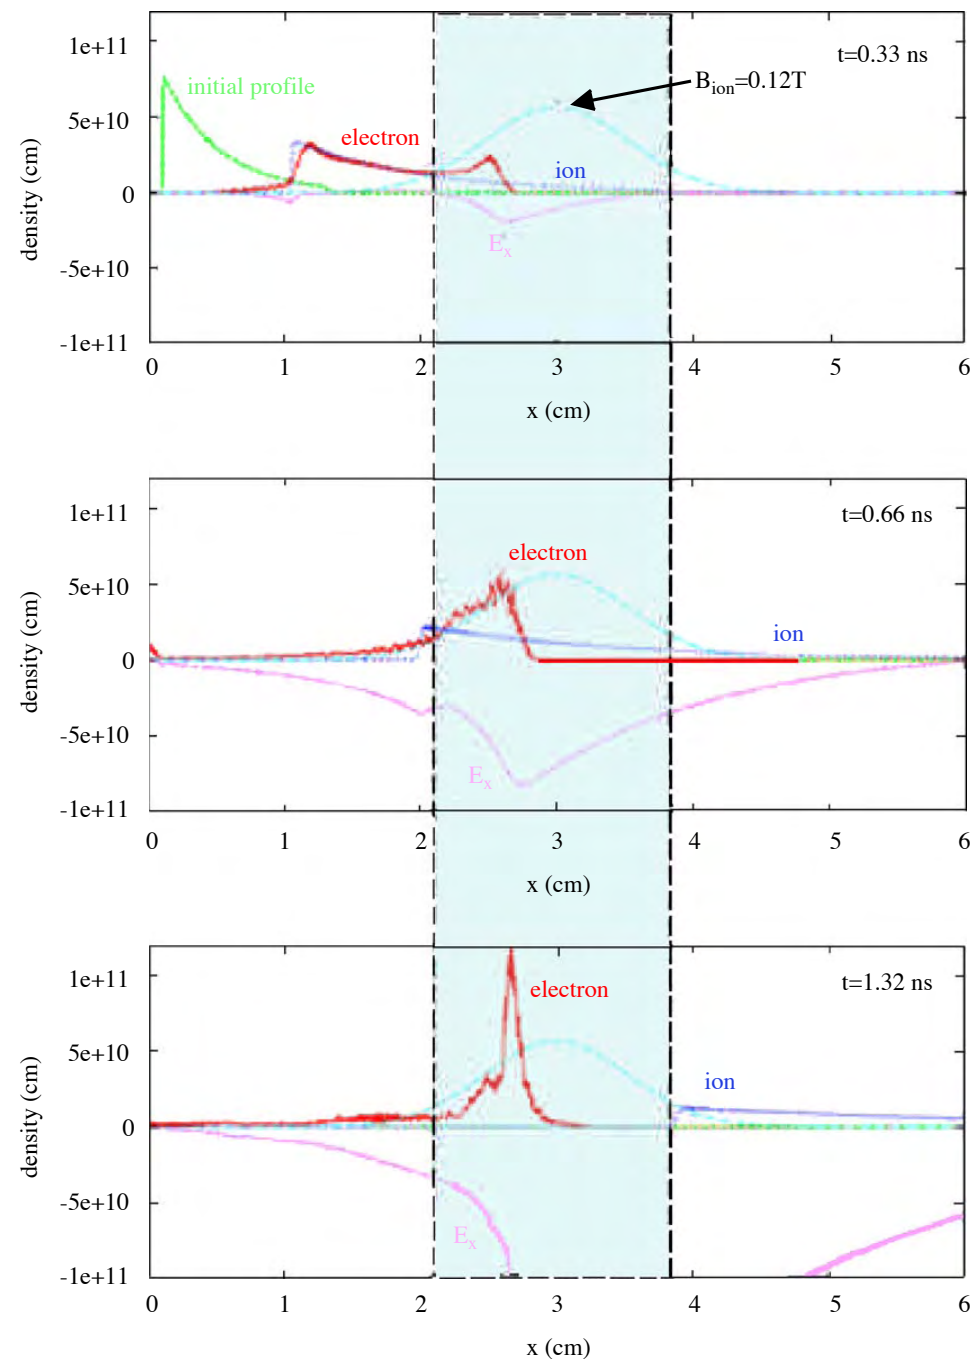 1e+11
t=0.33 ns
B_ion=0.12T
initial profile
5e+10
electron
ion
density (cm)
0
E_x
-5e+10
-1e+11
0 1 2 3 4 5 6
x (cm)
1e+11
t=0.66 ns
electron
5e+10
ion
density (cm)
0
-5e+10
E_x
-1e+11
0 1 2 3 4 5 6
x (cm)
1e+11
t=1.32 ns
electron
5e+10
ion
density (cm)
0
-5e+10
E_x
-1e+11
0 1 2 3 4 5 6
x (cm)